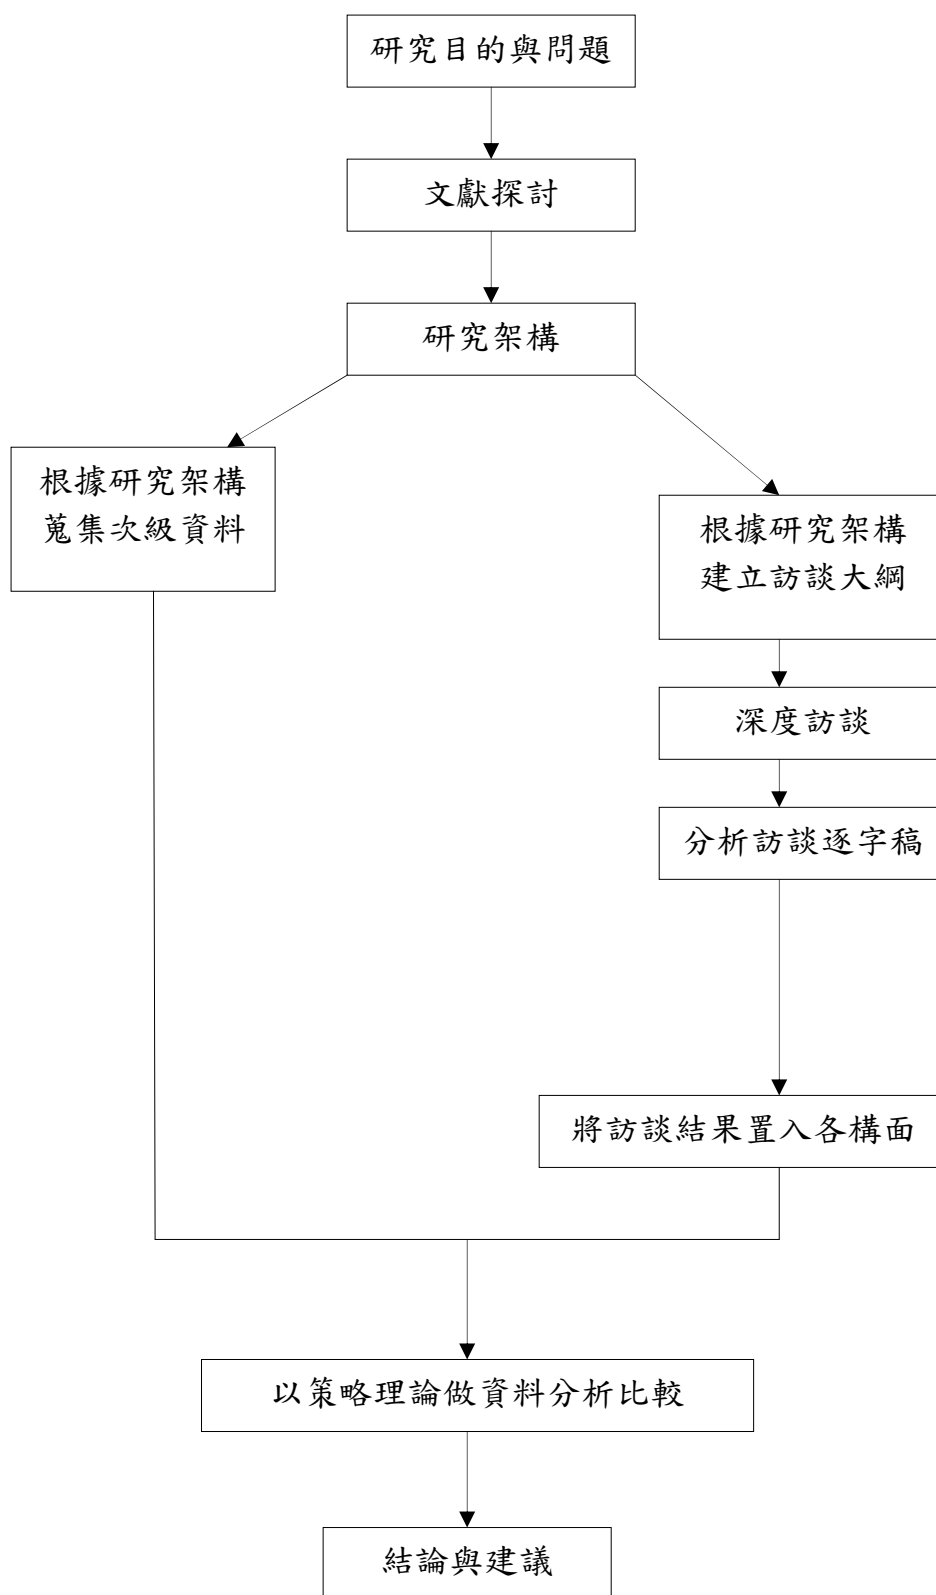 研究目的與問題
文獻探討
研究架構
根據研究架構
蒐集次級資料
根據研究架構
建立訪談大綱
深度訪談
分析訪談逐字稿
將訪談結果置入各構面
以策略理論做資料分析比較
結論與建議